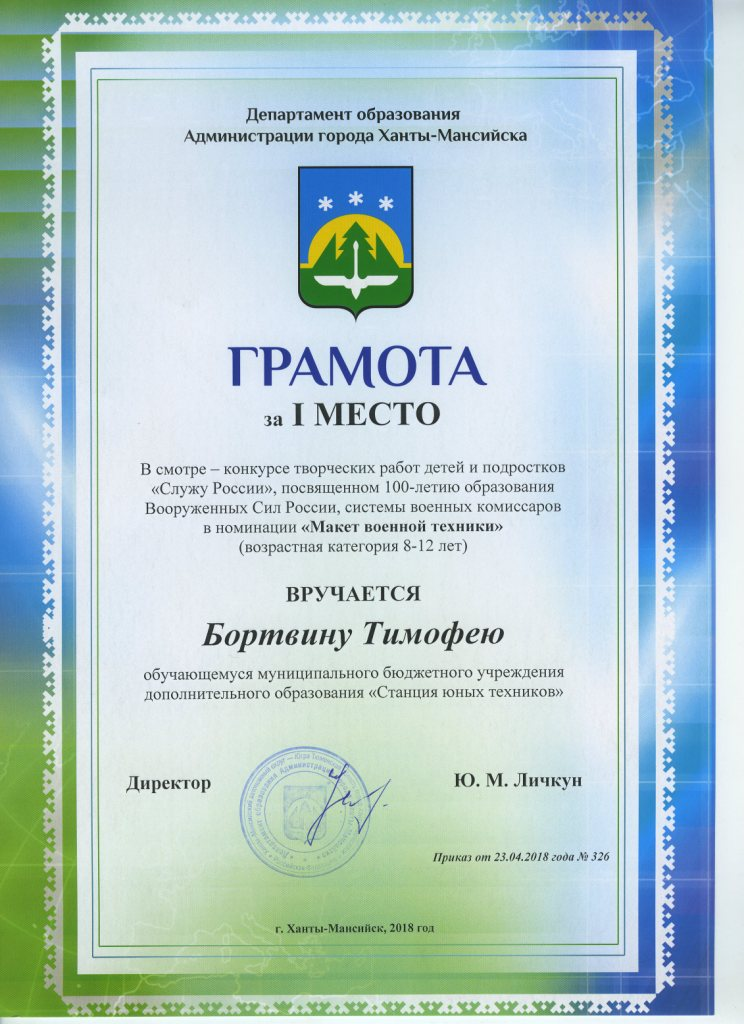 Департамент образования
Администрации города Ханты-Мансийска
ГРАМОТА
за I МЕСТО
В смотре – конкурсе творческих работ детей и подростков
«Служу России», посвященном 100-летию образования
Вооруженных Сил России, системы военных комиссаров
в номинации «Макет военной техники»
(возрастная категория 8-12 лет)
ВРУЧАЕТСЯ
Бортвину Тимофею
обучающемуся муниципального бюджетного учреждения
дополнительного образования «Станция юных техников»
Директор
Ю. М. Личкун
Приказ от 23.04.2018 года № 326
г. Ханты-Мансийск, 2018 год